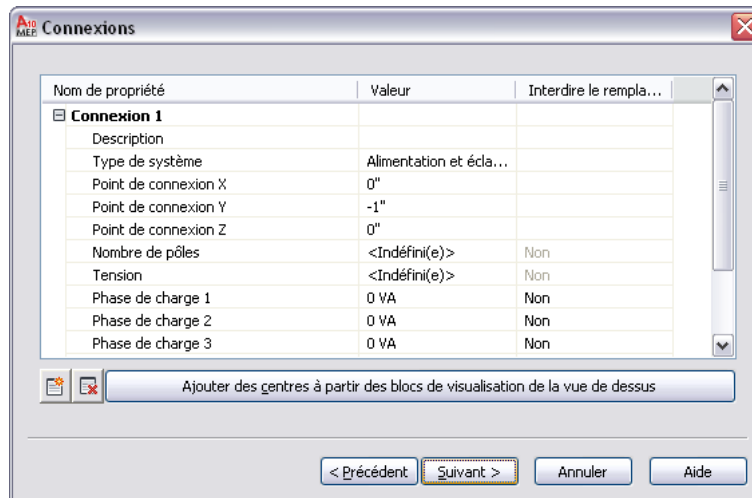 A10 MEP Connexions
Nom de propriété Valeur Interdire le rempla...
Connexion 1
Description
Type de système Alimentation et écla...
Point de connexion X 0"
Point de connexion Y -1"
Point de connexion Z 0"
Nombre de pôles <Indéfini(e)> Non
Tension <Indéfini(e)> Non
Phase de charge 1 0 VA Non
Phase de charge 2 0 VA Non
Phase de charge 3 0 VA Non
Ajouter des centres à partir des blocs de visualisation de la vue de dessus
< Précédent Suivant > Annuler Aide